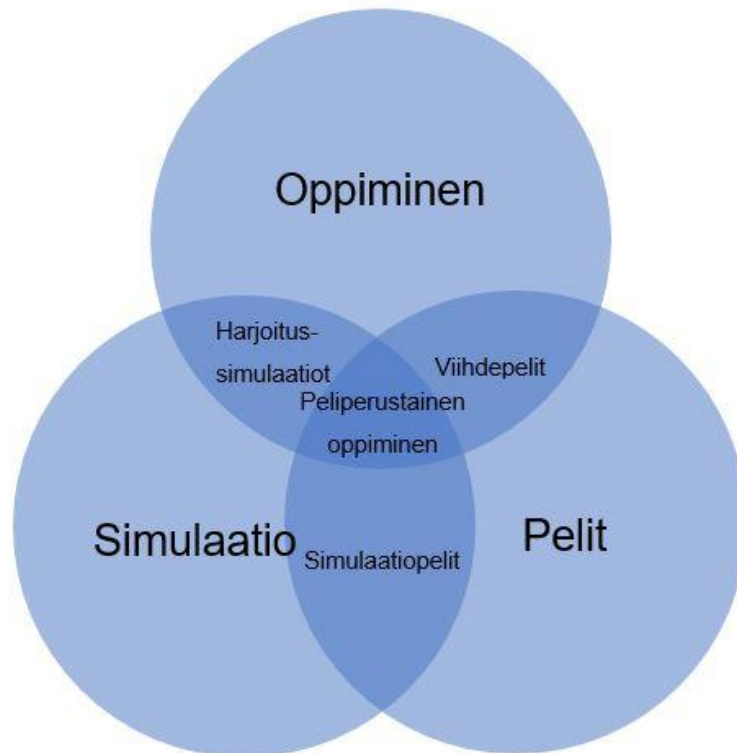 Oppiminen
Harjoitus-
simulaatiot
Viihdepelit
Peliperustainen
oppiminen
Simulaatio
Pelit
Simulaatiopelit